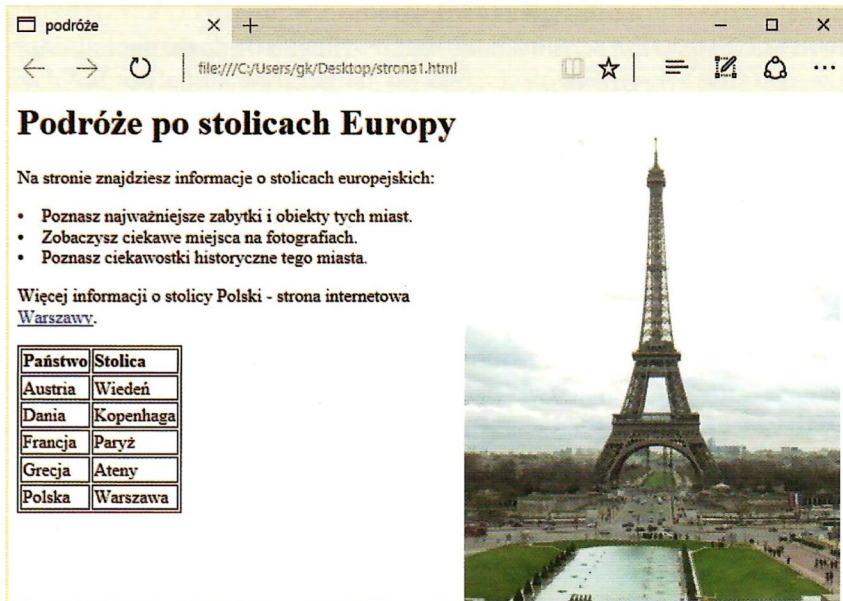 podróże
file:///C:/Users/gk/Desktop/strona1.html
Podróże po stolicach Europy
Na stronie znajdziesz informacje o stolicach europejskich:
• Poznasz najważniejsze zabytki i obiekty tych miast.
• Zobaczysz ciekawe miejsca na fotografiach.
• Poznasz ciekawostki historyczne tego miasta.
Więcej informacji o stolicy Polski - strona internetowa
Warszawy.
Państwo Stolica
Austria Wiedeń
Dania Kopenhaga
Francja Paryż
Grecja Ateny
Polska Warszawa